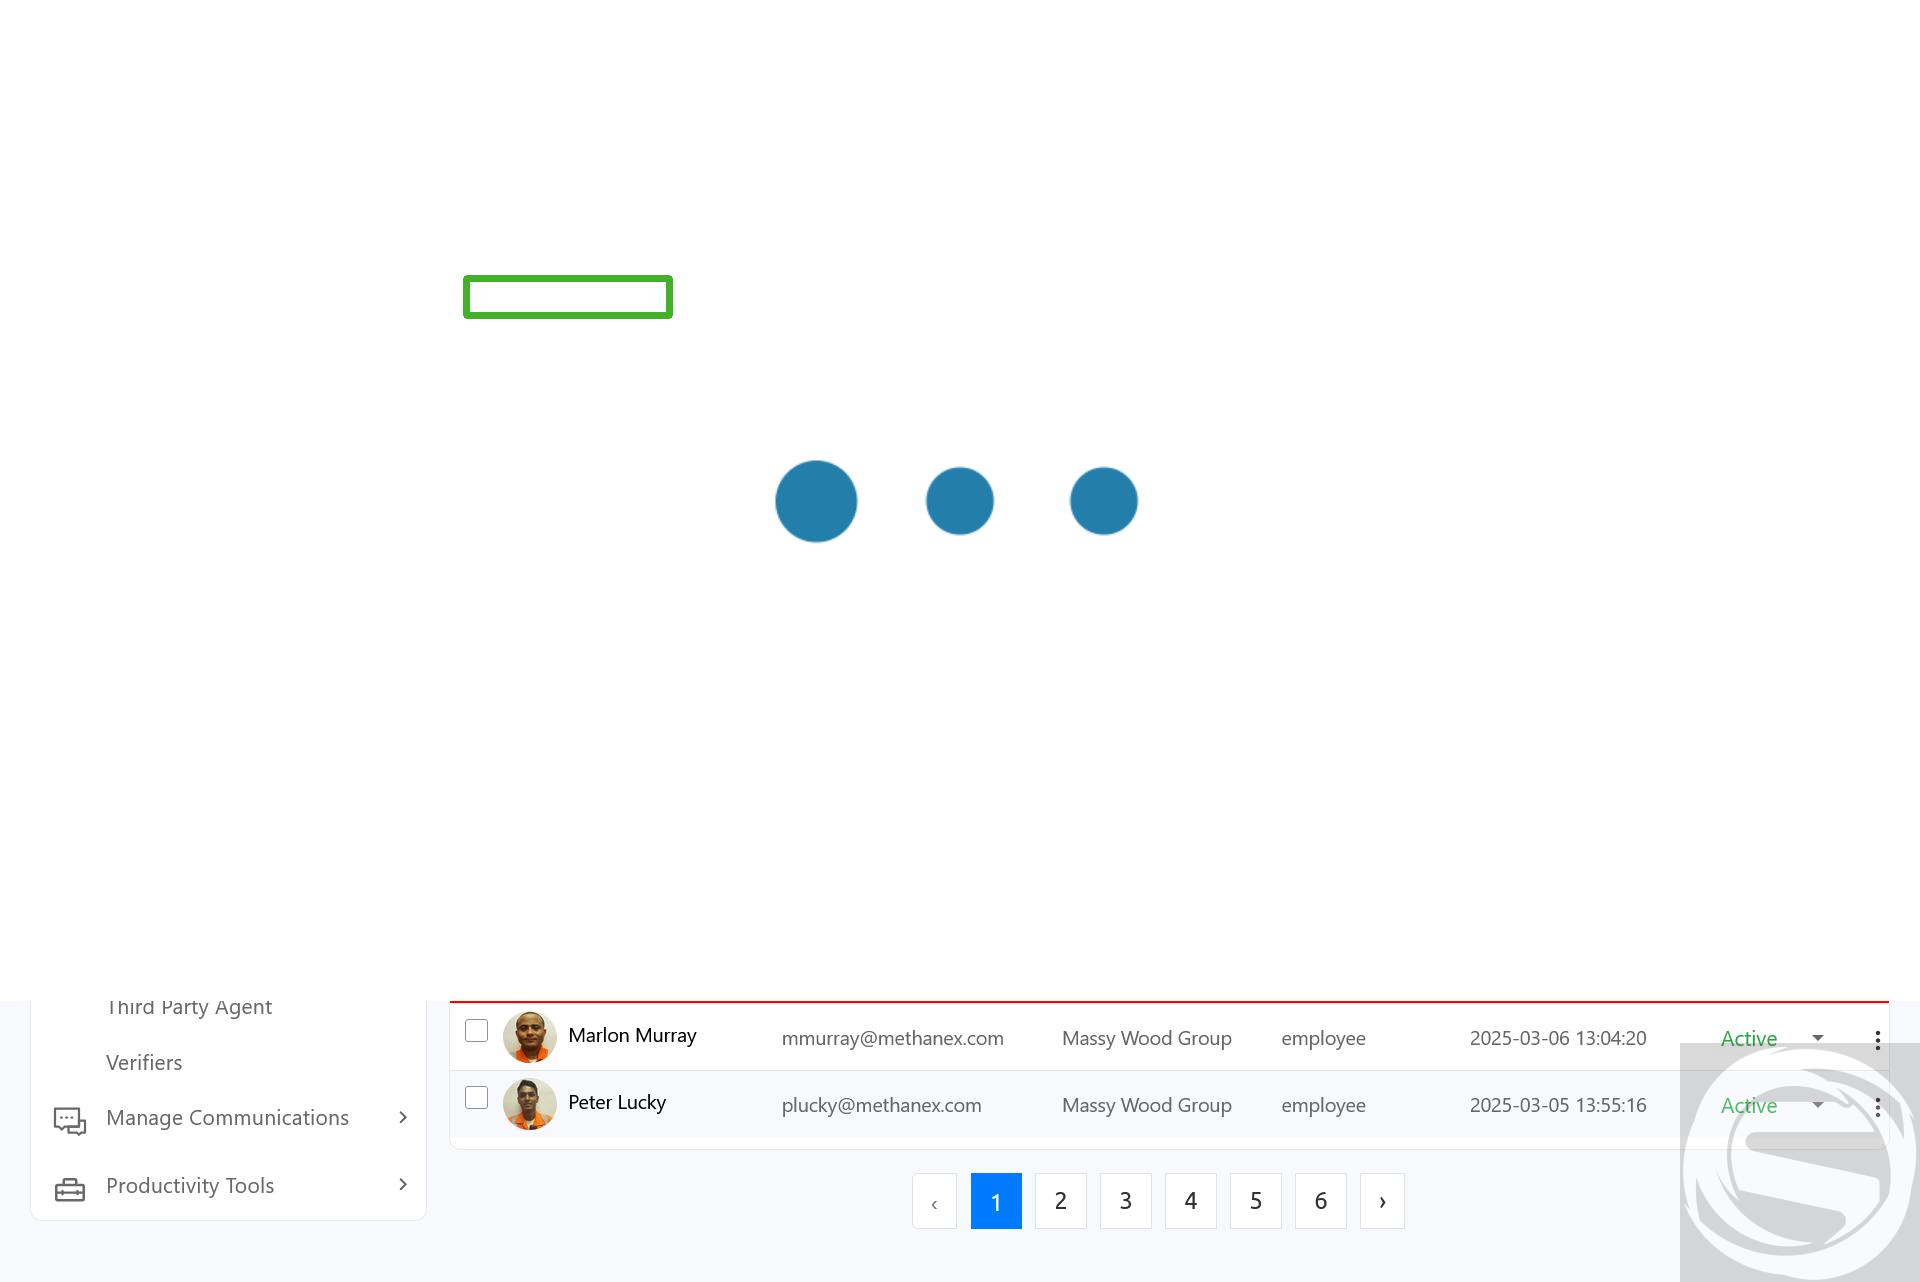 Third Party Agent
Verifiers
Manage Communications
Productivity Tools
Marlon Murray mmurray@methanex.com Massy Wood Group employee 2025-03-06 13:04:20 Active
Peter Lucky plucky@methanex.com Massy Wood Group employee 2025-03-05 13:55:16 Active
‹ 1 2 3 4 5 6 ›